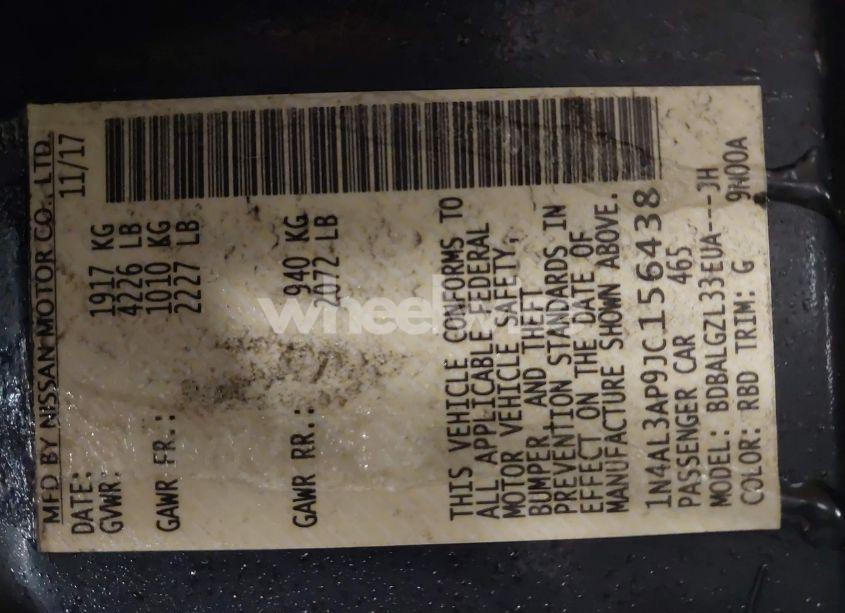 MFD BY NISSAN MOTOR CO., LTD.
DATE: 11/17
GVWR: 1917 KG
4226 LB
GAWR FR.: 1010 KG
2227 LB
GAWR RR.: 940 KG
2072 LB
THIS VEHICLE CONFORMS TO
ALL APPLICABLE FEDERAL
MOTOR VEHICLE SAFETY,
BUMPER AND THEFT
PREVENTION STANDARDS IN
EFFECT ON THE DATE OF
MANUFACTURE SHOWN ABOVE.
1N4AL3AP9JC156438
PASSENGER CAR 465
MODEL: BDBALGZL33EUA---JH
COLOR: RBD TRIM: G 9H00A